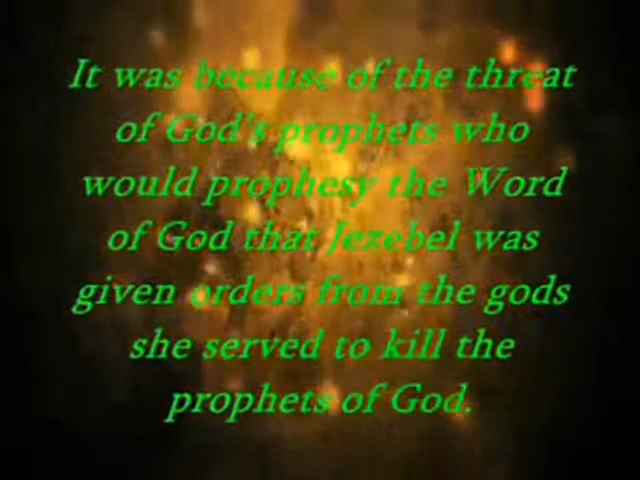 It was because of the threat
of God's prophets who
would prophesy the Word
of God that Jezebel was
given orders from the gods
she served to kill the
prophets of God.